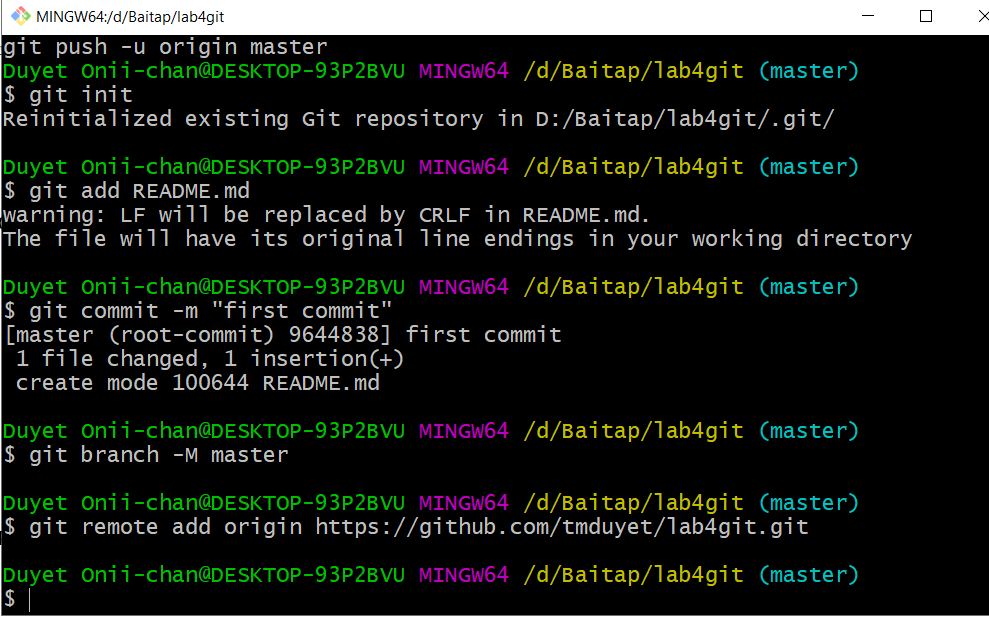 MINGW64:/d/Baitap/lab4git
git push -u origin master
Duyet Onii-chan@DESKTOP-93P2BVU MINGW64 /d/Baitap/lab4git (master)
$ git init
Reinitialized existing Git repository in D:/Baitap/lab4git/.git/
Duyet Onii-chan@DESKTOP-93P2BVU MINGW64 /d/Baitap/lab4git (master)
$ git add README.md
warning: LF will be replaced by CRLF in README.md.
The file will have its original line endings in your working directory
Duyet Onii-chan@DESKTOP-93P2BVU MINGW64 /d/Baitap/lab4git (master)
$ git commit -m "first commit"
[master (root-commit) 9644838] first commit
 1 file changed, 1 insertion(+)
 create mode 100644 README.md
Duyet Onii-chan@DESKTOP-93P2BVU MINGW64 /d/Baitap/lab4git (master)
$ git branch -M master
Duyet Onii-chan@DESKTOP-93P2BVU MINGW64 /d/Baitap/lab4git (master)
$ git remote add origin https://github.com/tmduyet/lab4git.git
Duyet Onii-chan@DESKTOP-93P2BVU MINGW64 /d/Baitap/lab4git (master)
$